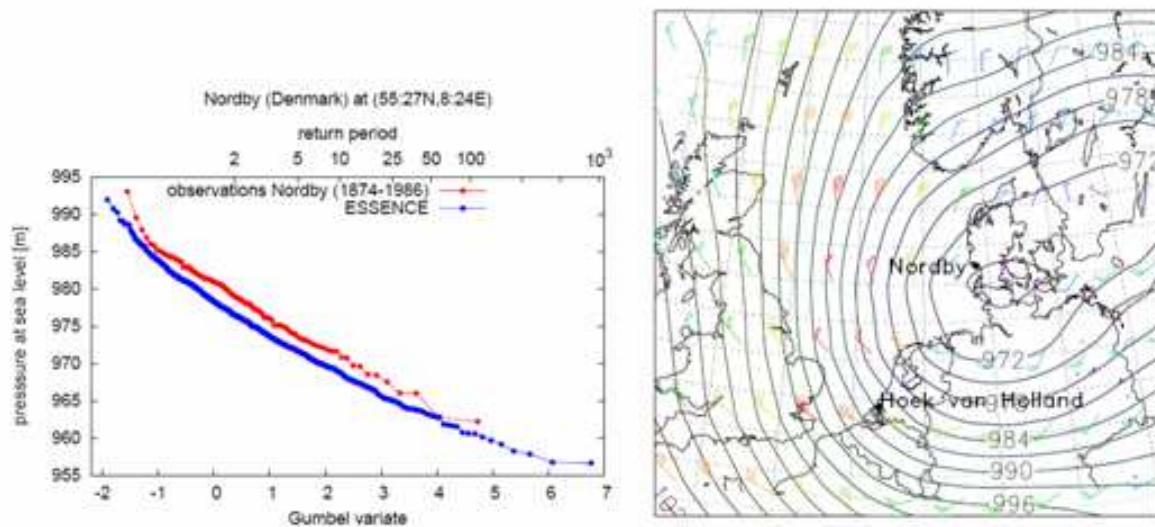 Nordby (Denmark) at (55:27N,8:24E)
return period
2 5 10 25 50 100 10³
995
990
985
980
975
970
965
960
955
observations Nordby (1874-1986)
ESSENCE
presssure at sea level [m]
-2 -1 0 1 2 3 4 5 6 7
Gumbel variate
984
978
972
Nordby
972
Hoek van Holland
984
990
996